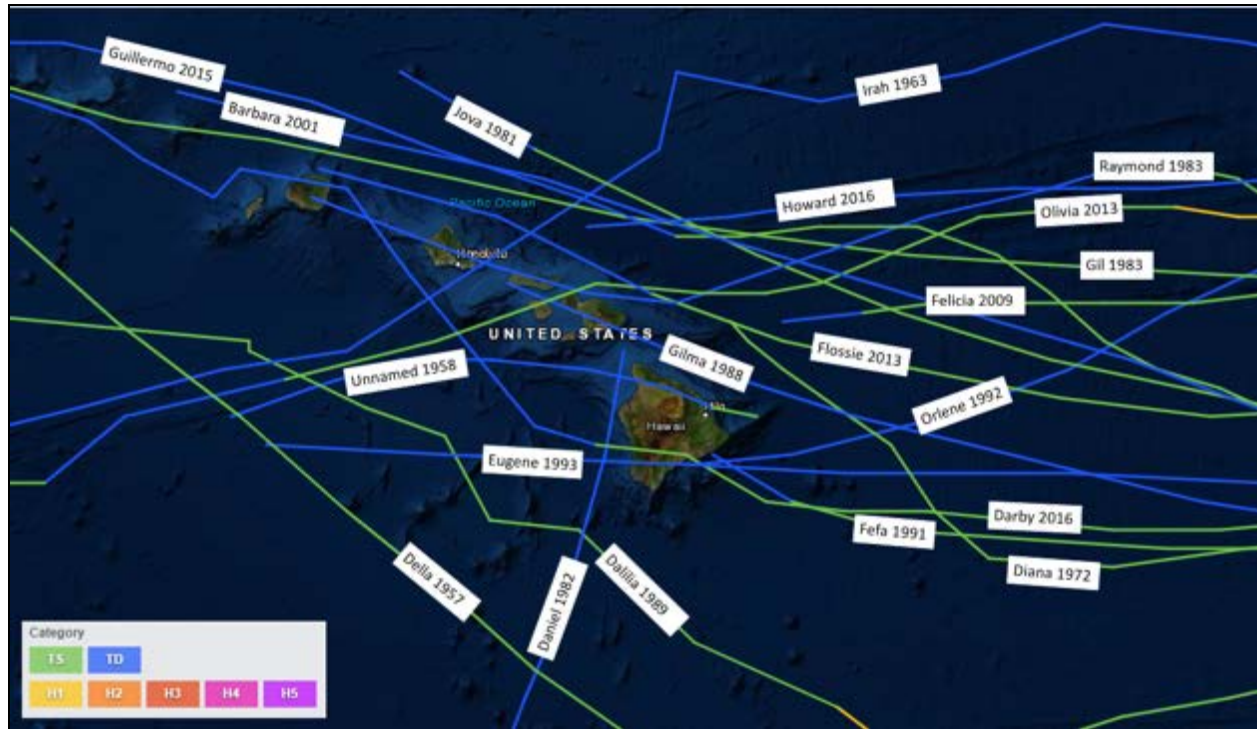 Guillermo 2015
Barbara 2001
Jova 1981
Irah 1963
Raymond 1983
Howard 2016
Olivia 2013
Pacific Ocean
Honolulu
Gil 1983
Felicia 2009
UNITED STATES
Flossie 2013
Gilma 1988
Unnamed 1958
Orlene 1992
Hilo
Hawaii
Eugene 1993
Darby 2016
Fefa 1991
Diana 1972
Della 1957
Daniel 1982
Dalilia 1989
Category
TS TD
H1 H2 H3 H4 H5